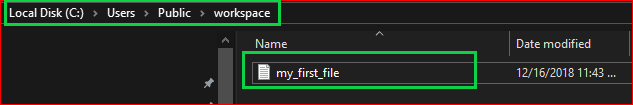 Local Disk (C:) > Users > Public > workspace
Name Date modified
my_first_file 12/16/2018 11:43 ...